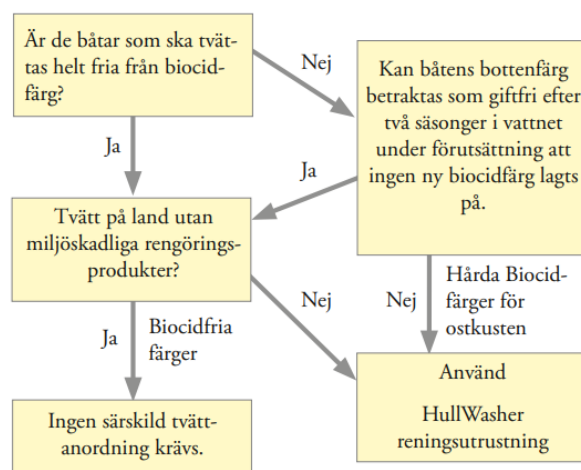 Är de båtar som ska tvät-
tas helt fria från biocid-
färg?
Nej
Kan båtens bottenfärg
betraktas som giftfri efter
två säsonger i vattnet
under förutsättning att
ingen ny biocidfärg lagts
på.
Ja
Ja
Tvätt på land utan
miljöskadliga rengörings-
produkter?
Nej
Nej
Hårda Biocid-
färger för
ostkusten
Ja
Biocidfria
färger
Ingen särskild tvätt-
anordning krävs.
Använd
HullWasher
reningsutrustning